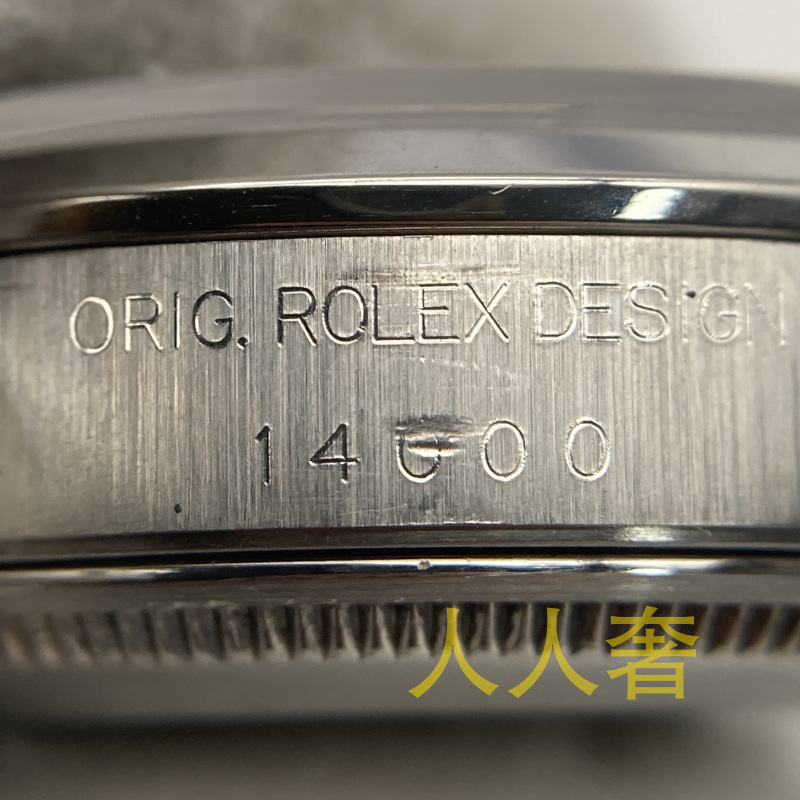 ORIG. ROLEX DESIGN
14000
人人奢